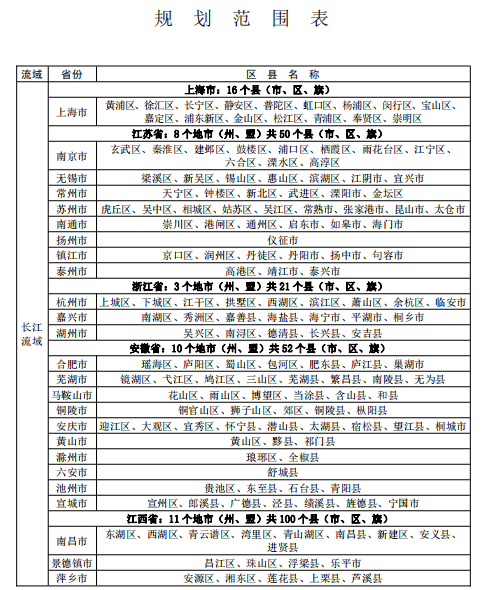 规 划 范 围 表
流域 省份 区 县 名 称
上海市：16 个县（市、区、旗）
上海市 黄浦区、徐汇区、长宁区、静安区、普陀区、虹口区、杨浦区、闵行区、宝山区、
嘉定区、浦东新区、金山区、松江区、青浦区、奉贤区、崇明区
江苏省：8 个地市（州、盟）共 50 个县（市、区、旗）
南京市 玄武区、秦淮区、建邺区、鼓楼区、浦口区、栖霞区、雨花台区、江宁区、
六合区、溧水区、高淳区
无锡市 梁溪区、新吴区、锡山区、惠山区、滨湖区、江阴市、宜兴市
常州市 天宁区、钟楼区、新北区、武进区、溧阳市、金坛区
苏州市 虎丘区、吴中区、相城区、姑苏区、吴江区、常熟市、张家港市、昆山市、太仓市
南通市 崇川区、港闸区、通州区、启东市、如皋市、海门市
扬州市 仪征市
镇江市 京口区、润州区、丹徒区、丹阳市、扬中市、句容市
泰州市 高港区、靖江市、泰兴市
浙江省：3 个地市（州、盟）共 21 个县（市、区、旗）
杭州市 上城区、下城区、江干区、拱墅区、西湖区、滨江区、萧山区、余杭区、临安市
嘉兴市 南湖区、秀洲区、嘉善县、海盐县、海宁市、平湖市、桐乡市
湖州市 吴兴区、南浔区、德清县、长兴县、安吉县
长江
流域
安徽省：10 个地市（州、盟）共 52 个县（市、区、旗）
合肥市 瑶海区、庐阳区、蜀山区、包河区、肥东县、庐江县、巢湖市
芜湖市 镜湖区、弋江区、鸠江区、三山区、芜湖县、繁昌县、南陵县、无为县
马鞍山市 花山区、雨山区、博望区、当涂县、含山县、和县
铜陵市 铜官山区、狮子山区、郊区、铜陵县、枞阳县
安庆市 迎江区、大观区、宜秀区、怀宁县、潜山县、太湖县、宿松县、望江县、桐城市
黄山市 黄山区、黟县、祁门县
滁州市 琅琊区、全椒县
六安市 舒城县
池州市 贵池区、东至县、石台县、青阳县
宣城市 宣州区、郎溪县、广德县、泾县、绩溪县、旌德县、宁国市
江西省：11 个地市（州、盟）共 100 个县（市、区、旗）
南昌市 东湖区、西湖区、青云谱区、湾里区、青山湖区、南昌县、新建区、安义县、
进贤县
景德镇市 昌江区、珠山区、浮梁县、乐平市
萍乡市 安源区、湘东区、莲花县、上栗县、芦溪县